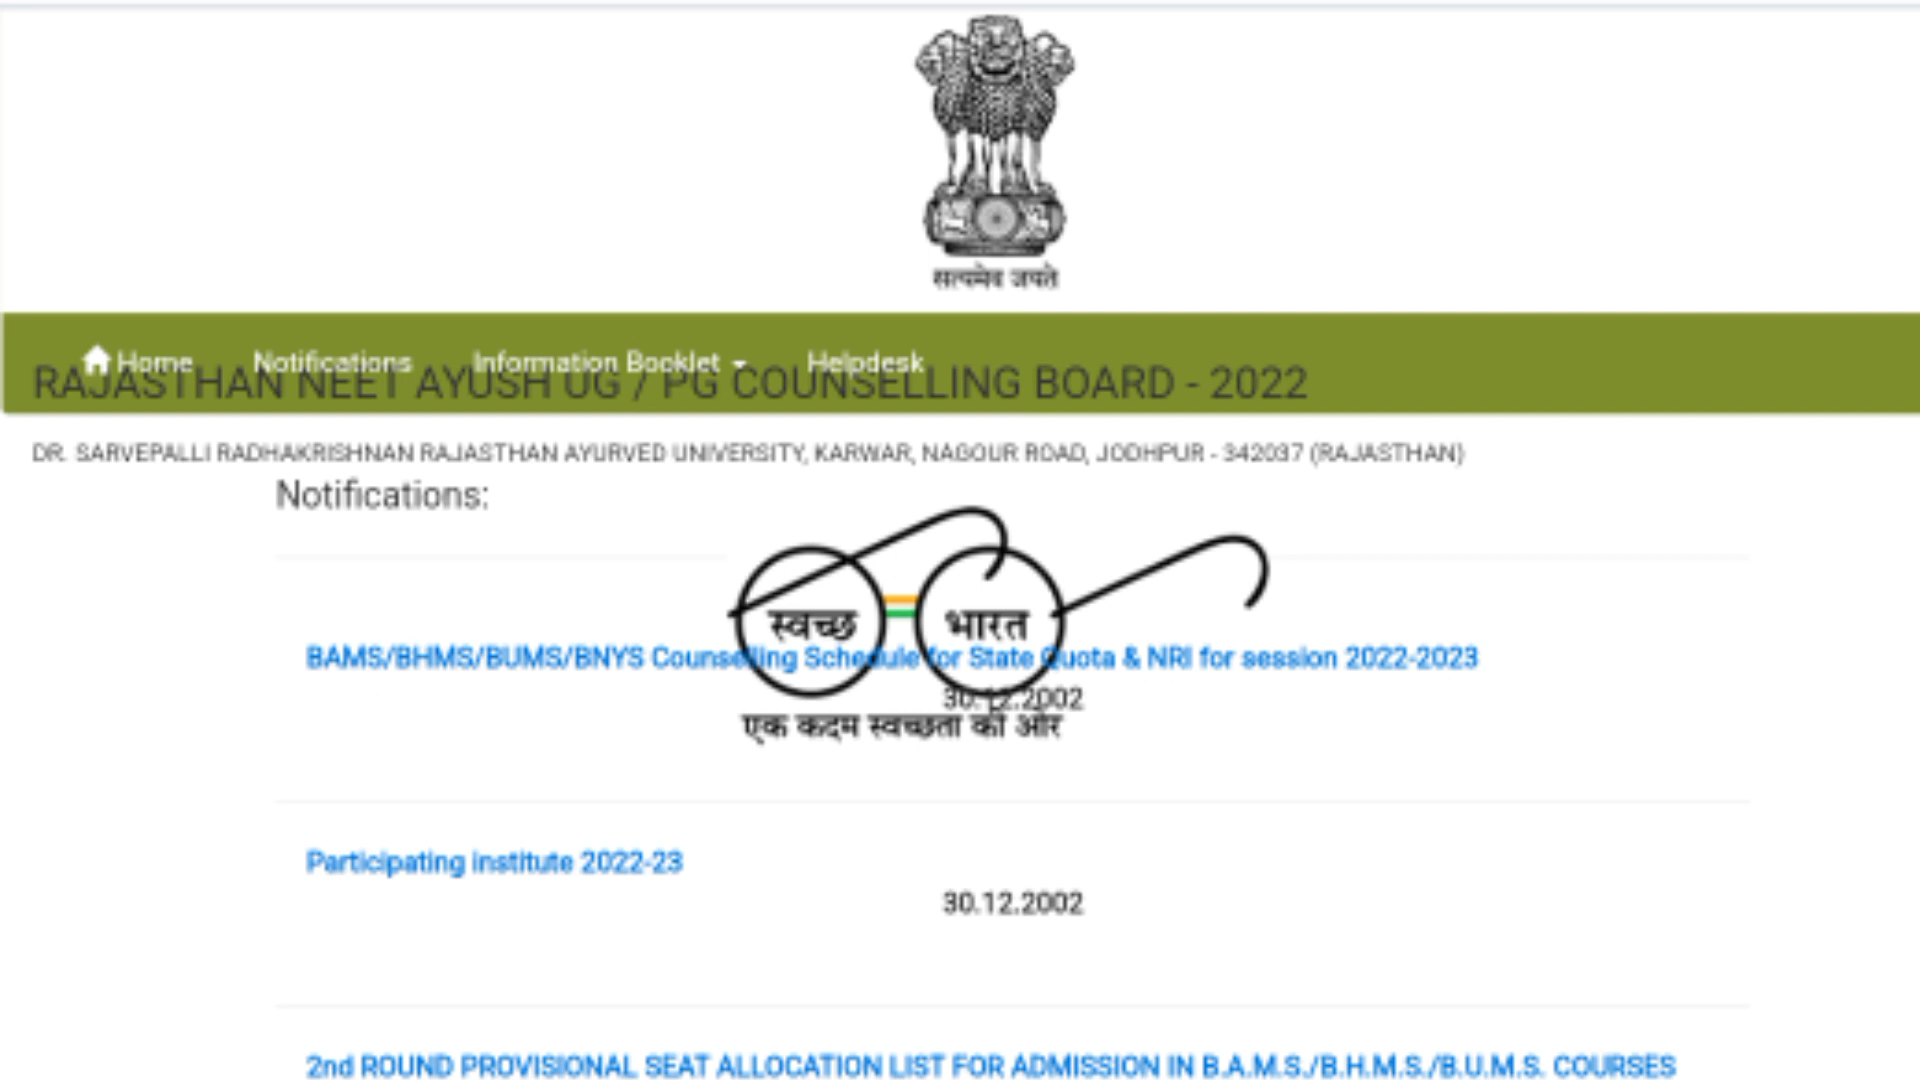 सत्यमेव जयते
Home Notifications Information Booklet Helpdesk
RAJASTHAN NEET AYUSH UG / PG COUNSELLING BOARD - 2022
DR. SARVEPALLI RADHAKRISHNAN RAJASTHAN AYURVED UNIVERSITY, KARWAR, NAGOUR ROAD, JODHPUR - 342037 (RAJASTHAN)
Notifications:
स्वच्छ भारत
BAMS/BHMS/BUMS/BNYS Counselling Schedule for State Quota & NRI for session 2022-2023
30.12.2002
एक कदम स्वच्छता की ओर
Participating institute 2022-23
30.12.2002
2nd ROUND PROVISIONAL SEAT ALLOCATION LIST FOR ADMISSION IN B.A.M.S./B.H.M.S./B.U.M.S. COURSES